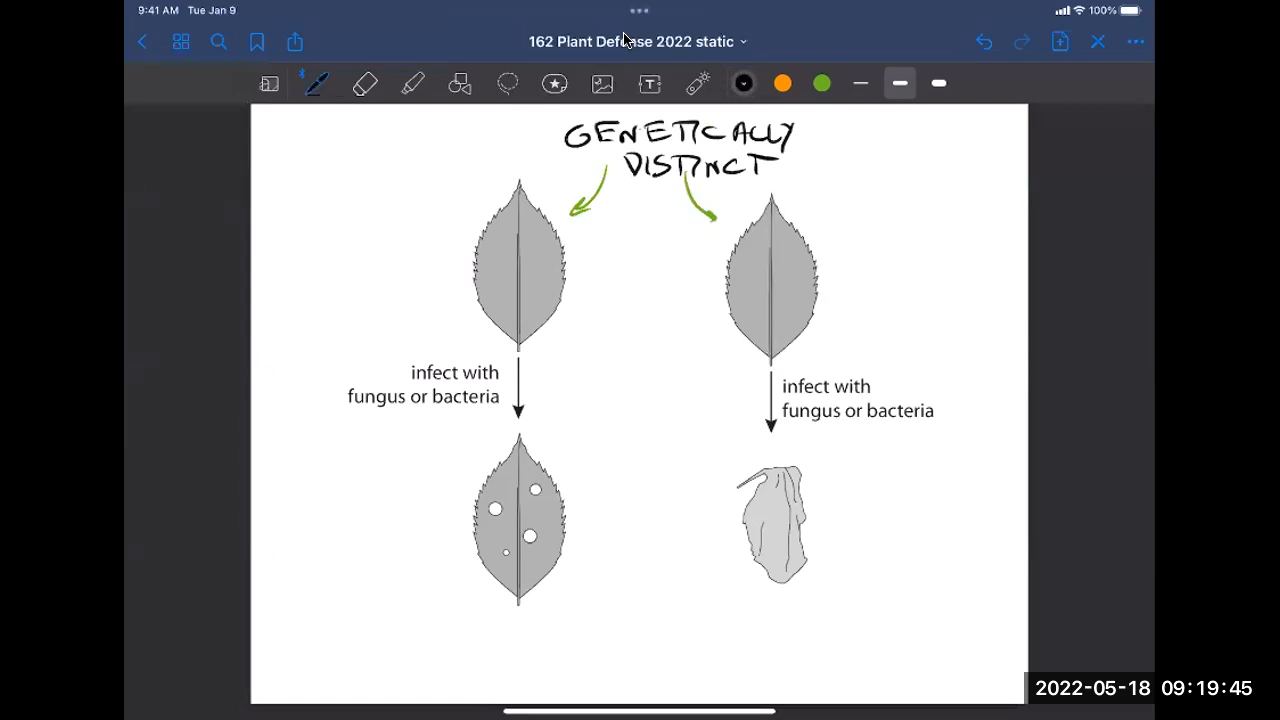 9:41 AM Tue Jan 9
100%
162 Plant Defense 2022 static
GENETICALLY
DISTINCT
infect with
fungus or bacteria
infect with
fungus or bacteria
2022-05-18 09:19:45